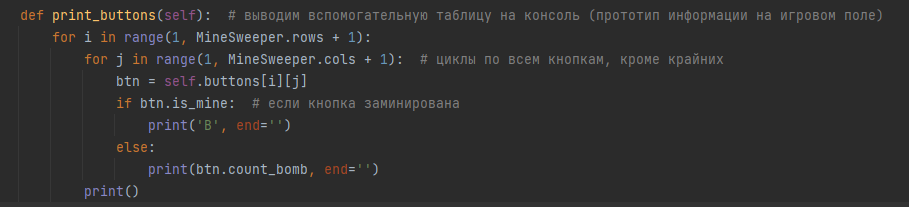 def print_buttons(self):  # выводим вспомогательную таблицу на консоль (прототип информации на игровом поле)
    for i in range(1, MineSweeper.rows + 1):
        for j in range(1, MineSweeper.cols + 1):  # циклы по всем кнопкам, кроме крайних
            btn = self.buttons[i][j]
            if btn.is_mine:  # если кнопка заминирована
                print('B', end='')
            else:
                print(btn.count_bomb, end='')
        print()